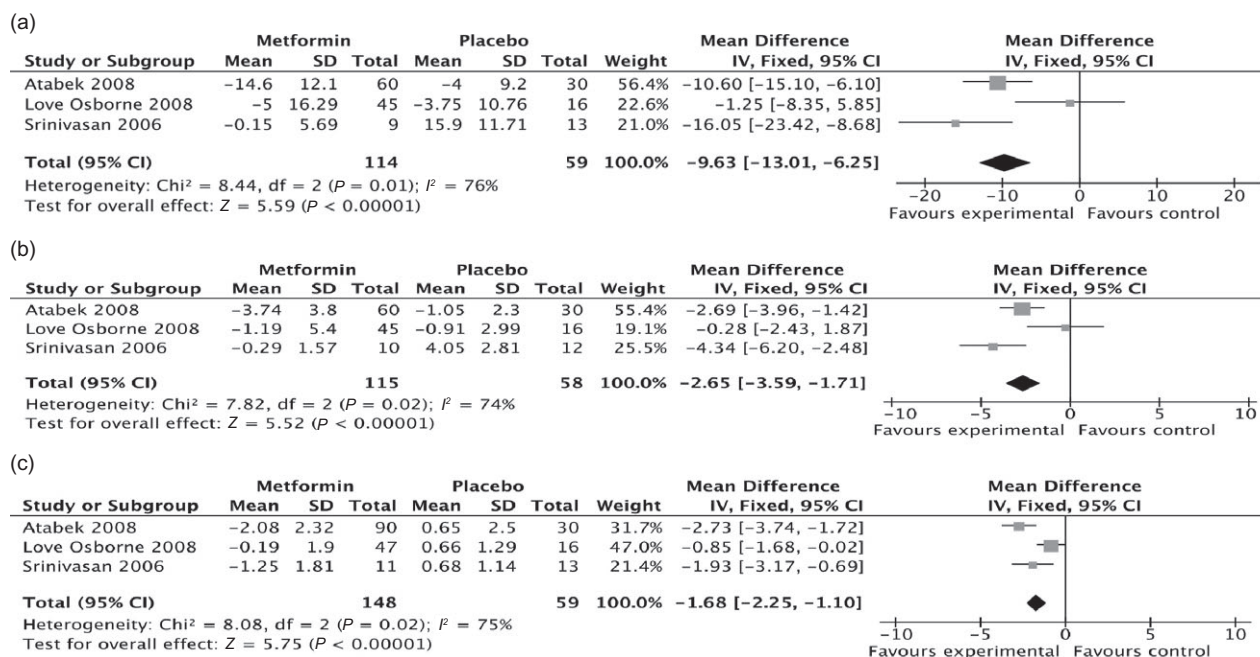 (a)
Metformin Placebo Mean Difference Mean Difference
Study or Subgroup Mean SD Total Mean SD Total Weight IV, Fixed, 95% CI IV, Fixed, 95% CI
Atabek 2008 −14.6 12.1 60 −4 9.2 30 56.4% −10.60 [−15.10, −6.10]
Love Osborne 2008 −5 16.29 45 −3.75 10.76 16 22.6% −1.25 [−8.35, 5.85]
Srinivasan 2006 −0.15 5.69 9 15.9 11.71 13 21.0% −16.05 [−23.42, −8.68]
Total (95% CI) 114 59 100.0% −9.63 [−13.01, −6.25]
Heterogeneity: Chi² = 8.44, df = 2 (P = 0.01); I² = 76%
Test for overall effect: Z = 5.59 (P < 0.00001)
−20 −10 0 10 20
Favours experimental Favours control
(b)
Metformin Placebo Mean Difference Mean Difference
Study or Subgroup Mean SD Total Mean SD Total Weight IV, Fixed, 95% CI IV, Fixed, 95% CI
Atabek 2008 −3.74 3.8 60 −1.05 2.3 30 55.4% −2.69 [−3.96, −1.42]
Love Osborne 2008 −1.19 5.4 45 −0.91 2.99 16 19.1% −0.28 [−2.43, 1.87]
Srinivasan 2006 −0.29 1.57 10 4.05 2.81 12 25.5% −4.34 [−6.20, −2.48]
Total (95% CI) 115 58 100.0% −2.65 [−3.59, −1.71]
Heterogeneity: Chi² = 7.82, df = 2 (P = 0.02); I² = 74%
Test for overall effect: Z = 5.52 (P < 0.00001)
−10 −5 0 5 10
Favours experimental Favours control
(c)
Metformin Placebo Mean Difference Mean Difference
Study or Subgroup Mean SD Total Mean SD Total Weight IV, Fixed, 95% CI IV, Fixed, 95% CI
Atabek 2008 −2.08 2.32 90 0.65 2.5 30 31.7% −2.73 [−3.74, −1.72]
Love Osborne 2008 −0.19 1.9 47 0.66 1.29 16 47.0% −0.85 [−1.68, −0.02]
Srinivasan 2006 −1.25 1.81 11 0.68 1.14 13 21.4% −1.93 [−3.17, −0.69]
Total (95% CI) 148 59 100.0% −1.68 [−2.25, −1.10]
Heterogeneity: Chi² = 8.08, df = 2 (P = 0.02); I² = 75%
Test for overall effect: Z = 5.75 (P < 0.00001)
−10 −5 0 5 10
Favours experimental Favours control